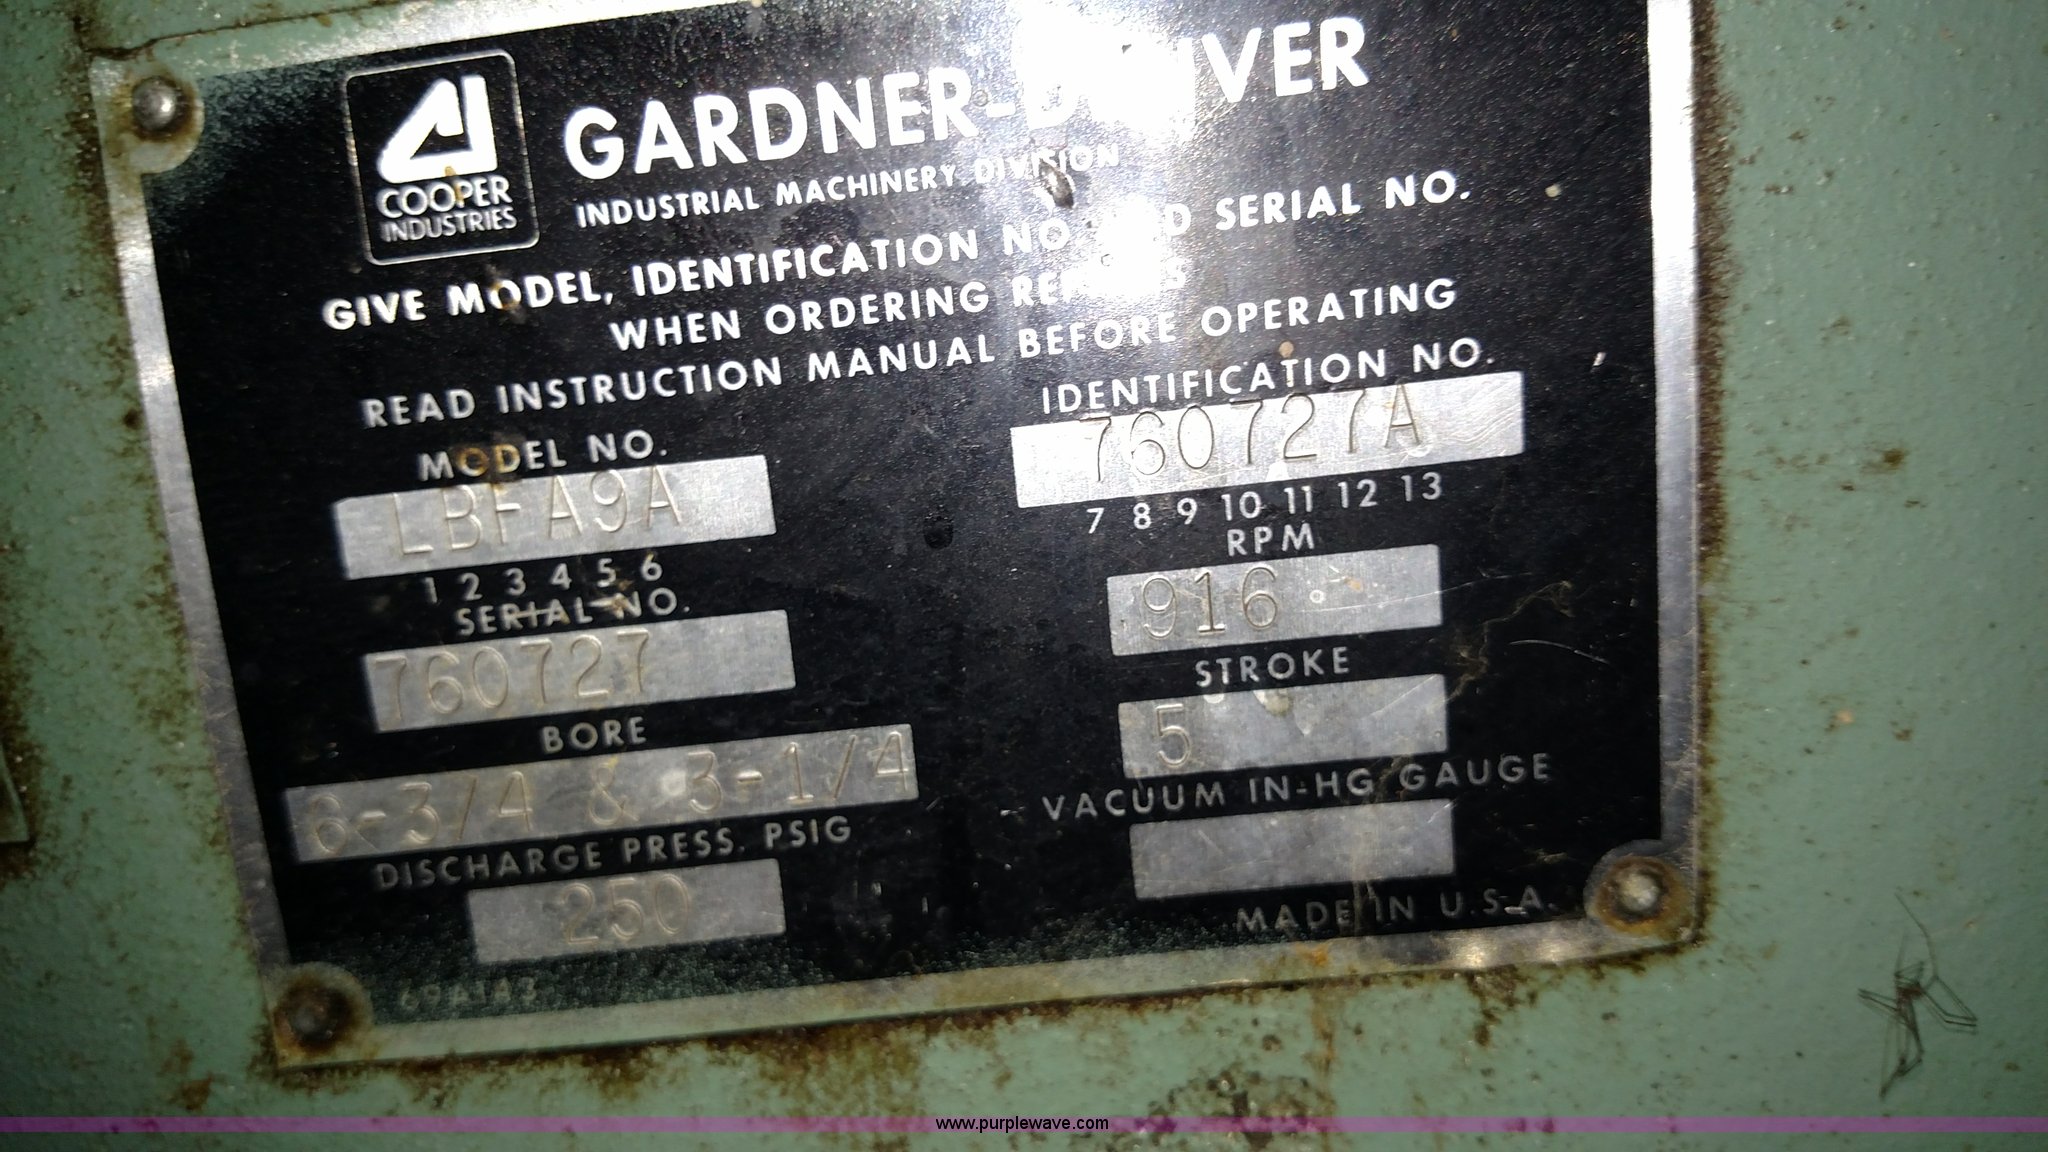 COOPER
INDUSTRIES
GARDNER-DENVER
INDUSTRIAL MACHINERY DIVISION
GIVE MODEL, IDENTIFICATION NO AND SERIAL NO.
WHEN ORDERING REPAIRS
READ INSTRUCTION MANUAL BEFORE OPERATING
MODEL NO.
LBFA9A
1 2 3 4 5 6
IDENTIFICATION NO.
760727A
7 8 9 10 11 12 13
SERIAL NO.
760727
RPM
916
BORE
6-3/4 & 3-1/4
STROKE
5
DISCHARGE PRESS. PSIG
250
VACUUM IN-HG GAUGE
MADE IN U.S.A.
www.purplewave.com